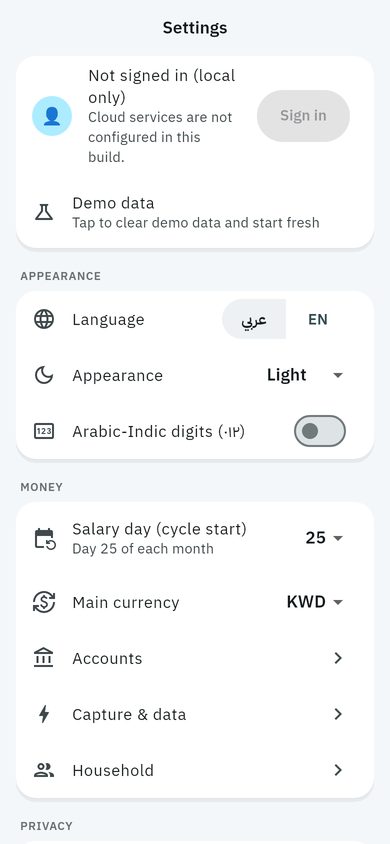 Settings
Not signed in (local
only)
Cloud services are not
configured in this
build.
Sign in
Demo data
Tap to clear demo data and start fresh
APPEARANCE
Language
عربي
EN
Appearance
Light
123
Arabic-Indic digits (٠١٢)
MONEY
Salary day (cycle start)
Day 25 of each month
25
Main currency
KWD
Accounts
Capture & data
Household
PRIVACY